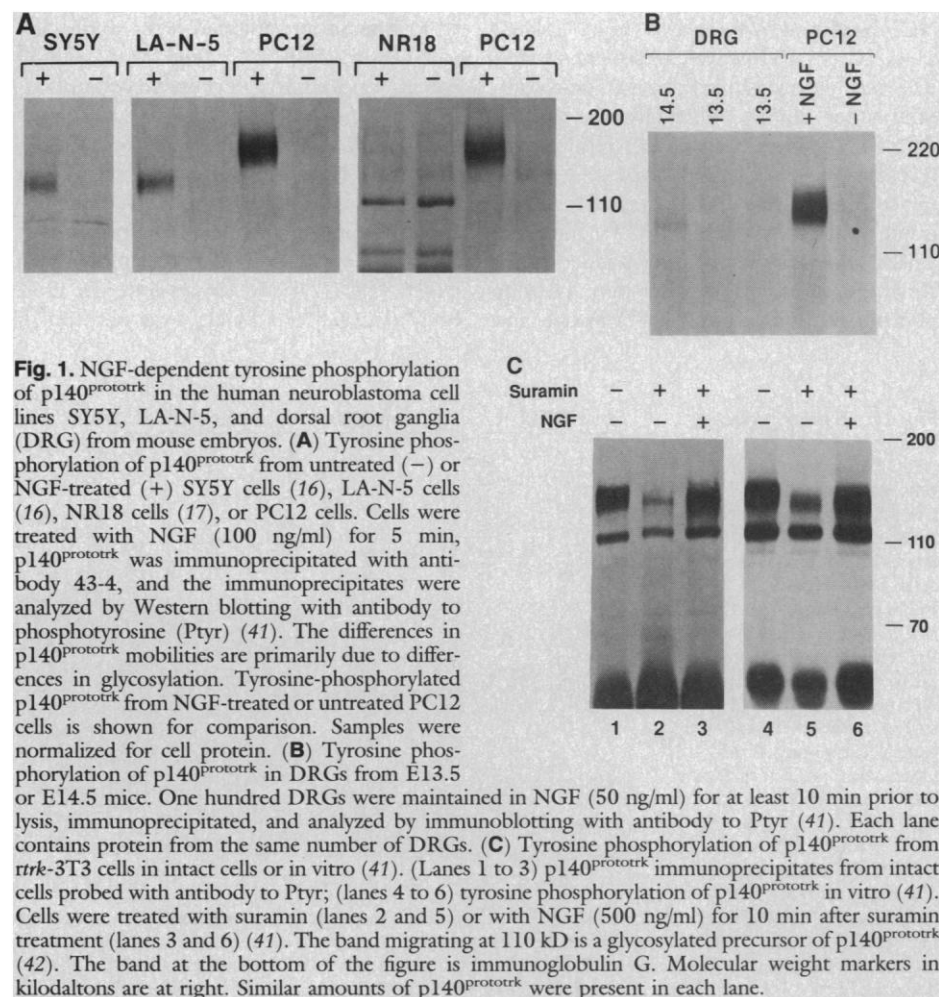 A
SY5Y LA-N-5 PC12 NR18 PC12
+ − + − + − + − + −
– 200
– 110
B
DRG PC12
14.5 13.5 13.5 + NGF − NGF
– 220
– 110
C
Suramin − + + − + +
NGF − − + − − +
– 200
– 110
– 70
1 2 3 4 5 6
Fig. 1. NGF-dependent tyrosine phosphorylation
of p140prototrk in the human neuroblastoma cell
lines SY5Y, LA-N-5, and dorsal root ganglia
(DRG) from mouse embryos. (A) Tyrosine phos-
phorylation of p140prototrk from untreated (−) or
NGF-treated (+) SY5Y cells (16), LA-N-5 cells
(16), NR18 cells (17), or PC12 cells. Cells were
treated with NGF (100 ng/ml) for 5 min,
p140prototrk was immunoprecipitated with anti-
body 43-4, and the immunoprecipitates were
analyzed by Western blotting with antibody to
phosphotyrosine (Ptyr) (41). The differences in
p140prototrk mobilities are primarily due to differ-
ences in glycosylation. Tyrosine-phosphorylated
p140prototrk from NGF-treated or untreated PC12
cells is shown for comparison. Samples were
normalized for cell protein. (B) Tyrosine phos-
phorylation of p140prototrk in DRGs from E13.5
or E14.5 mice. One hundred DRGs were maintained in NGF (50 ng/ml) for at least 10 min prior to
lysis, immunoprecipitated, and analyzed by immunoblotting with antibody to Ptyr (41). Each lane
contains protein from the same number of DRGs. (C) Tyrosine phosphorylation of p140prototrk from
rtrk-3T3 cells in intact cells or in vitro (41). (Lanes 1 to 3) p140prototrk immunoprecipitates from intact
cells probed with antibody to Ptyr; (lanes 4 to 6) tyrosine phosphorylation of p140prototrk in vitro (41).
Cells were treated with suramin (lanes 2 and 5) or with NGF (500 ng/ml) for 10 min after suramin
treatment (lanes 3 and 6) (41). The band migrating at 110 kD is a glycosylated precursor of p140prototrk
(42). The band at the bottom of the figure is immunoglobulin G. Molecular weight markers in
kilodaltons are at right. Similar amounts of p140prototrk were present in each lane.